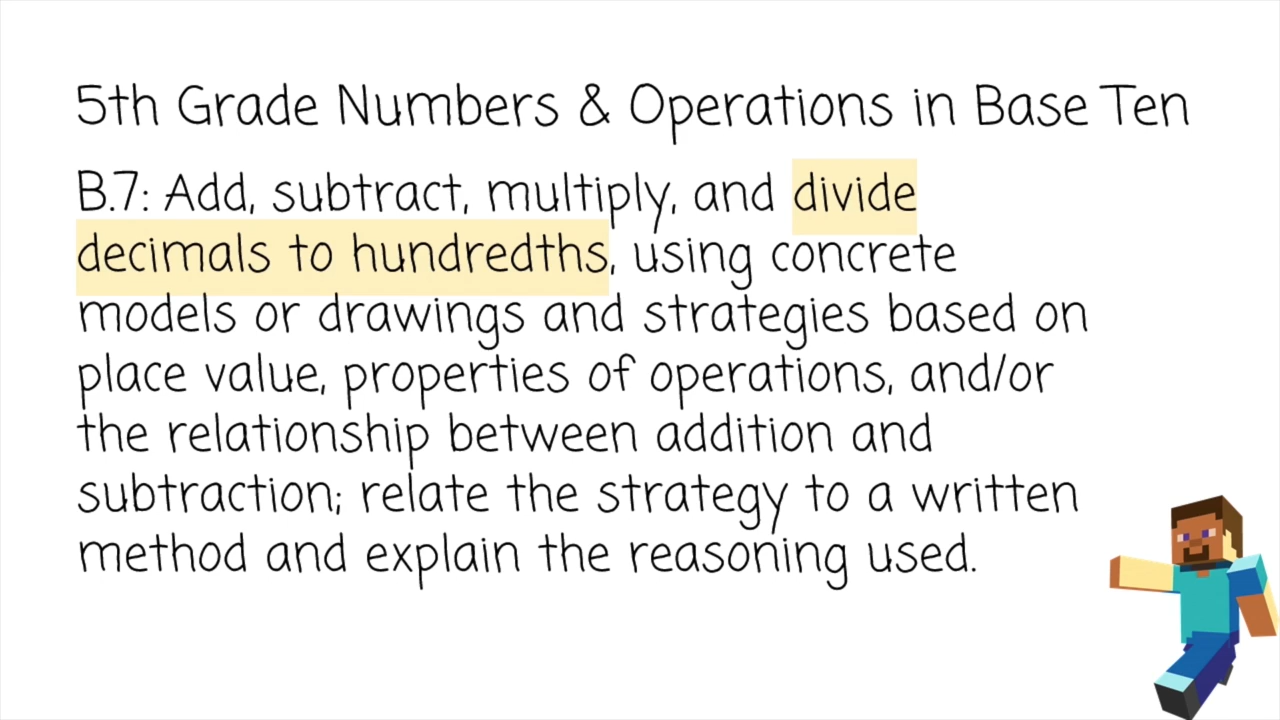 5th Grade Numbers & Operations in Base Ten
B.7: Add, subtract, multiply, and divide
decimals to hundredths, using concrete
models or drawings and strategies based on
place value, properties of operations, and/or
the relationship between addition and
subtraction; relate the strategy to a written
method and explain the reasoning used.